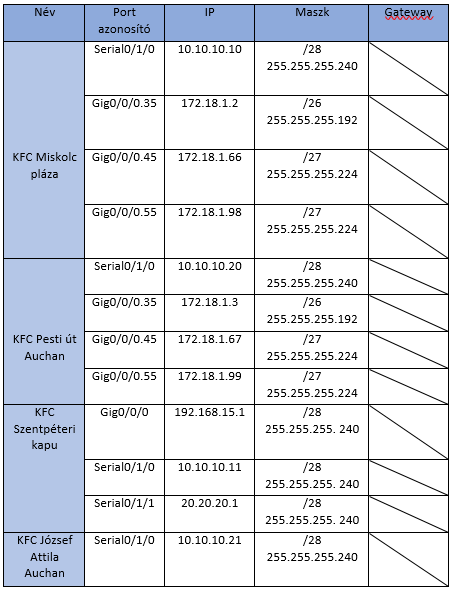 Név Port azonosító IP Maszk Gateway
KFC Miskolc pláza
Serial0/1/0 10.10.10.10 /28
255.255.255.240
Gig0/0/0.35 172.18.1.2 /26
255.255.255.192
Gig0/0/0.45 172.18.1.66 /27
255.255.255.224
Gig0/0/0.55 172.18.1.98 /27
255.255.255.224
KFC Pesti út Auchan
Serial0/1/0 10.10.10.20 /28
255.255.255.240
Gig0/0/0.35 172.18.1.3 /26
255.255.255.192
Gig0/0/0.45 172.18.1.67 /27
255.255.255.224
Gig0/0/0.55 172.18.1.99 /27
255.255.255.224
KFC Szentpéteri kapu
Gig0/0/0 192.168.15.1 /28
255.255.255. 240
Serial0/1/0 10.10.10.11 /28
255.255.255. 240
Serial0/1/1 20.20.20.1 /28
255.255.255. 240
KFC József Attila Auchan
Serial0/1/0 10.10.10.21 /28
255.255.255.240